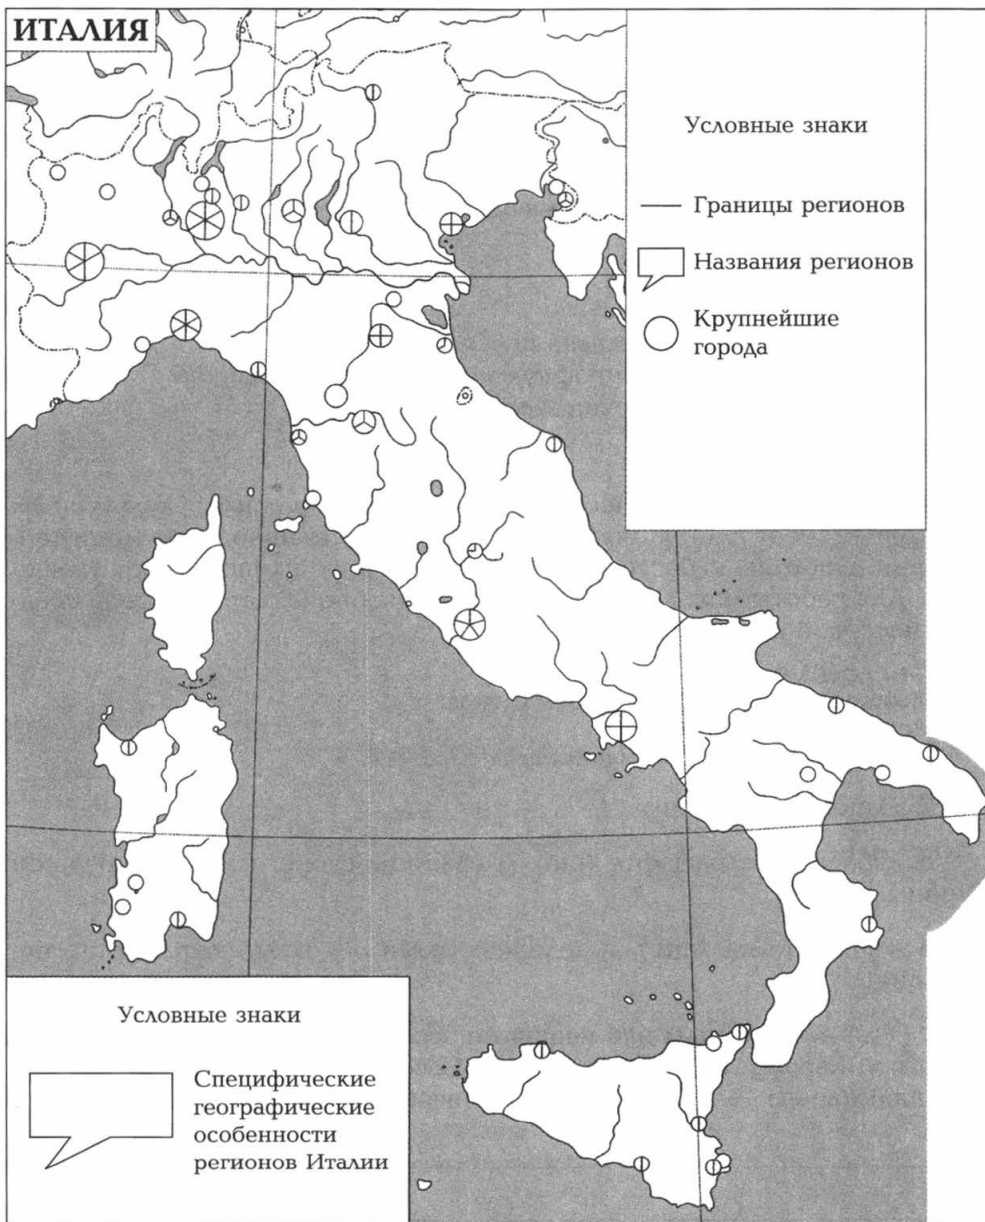 ИТАЛИЯ
Условные знаки
Границы регионов
Названия регионов
Крупнейшие
города
Условные знаки
Специфические
географические
особенности
регионов Италии